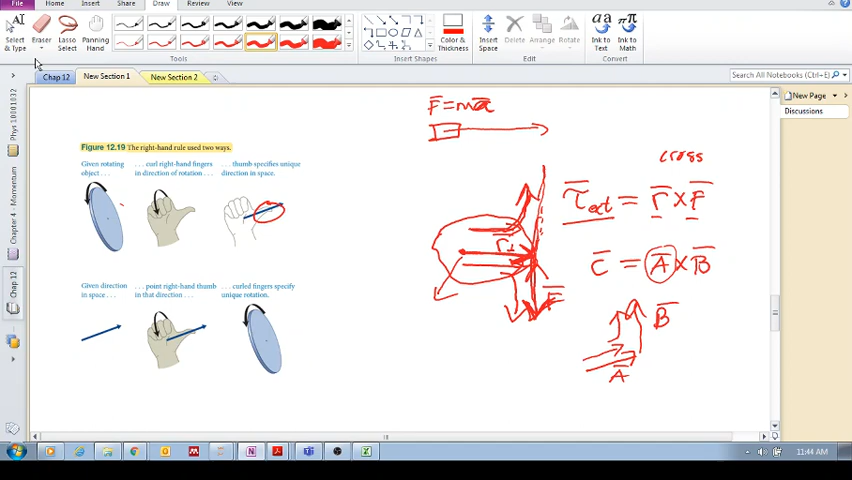 File Home Insert Share Draw Review View
Select & Type
Eraser
Lasso Select
Panning Hand
Color & Thickness
Insert Space
Delete
Arrange
Rotate
Ink to Text
Ink to Math
Tools Insert Shapes Edit Convert
Chap 12 New Section 1 New Section 2
Search All Notebooks (Ctrl+E)
New Page
Discussions
Phys 10001032
Chapter 4 - Momentum
Chap 12
F̅=ma̅
Figure 12.19 The right-hand rule used two ways.
Given rotating object . . .
. . . curl right-hand fingers in direction of rotation . . .
. . . thumb specifies unique direction in space.
cross
τ̅ext = r̅ x F̅
r⊥
C̅ = A̅ x B̅
F̅
Given direction in space . . .
. . . point right-hand thumb in that direction . . .
. . . curled fingers specify unique rotation.
B̅
A̅
11:44 AM